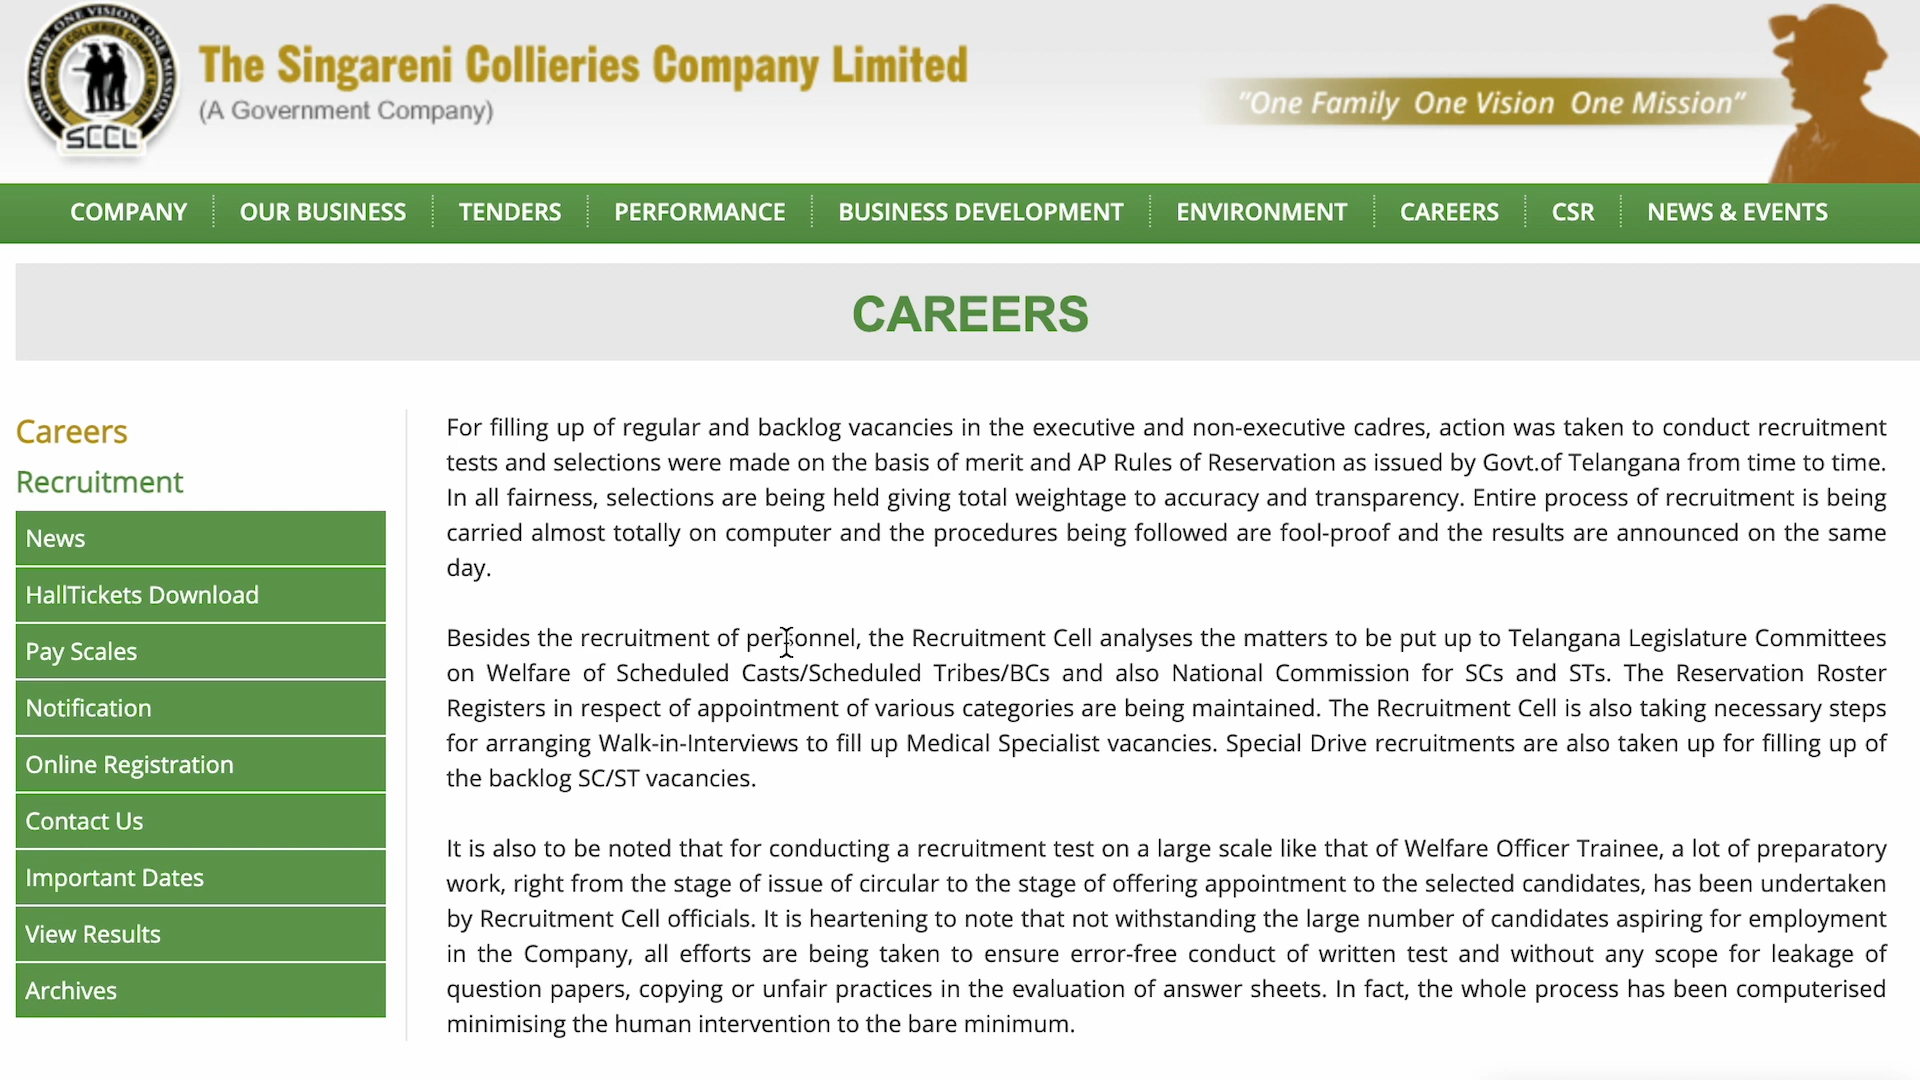 The Singareni Collieries Company Limited
(A Government Company)
SCCL
"One Family One Vision One Mission"
COMPANY OUR BUSINESS TENDERS PERFORMANCE BUSINESS DEVELOPMENT ENVIRONMENT CAREERS CSR NEWS & EVENTS
CAREERS
Careers
Recruitment
News
HallTickets Download
Pay Scales
Notification
Online Registration
Contact Us
Important Dates
View Results
Archives
For filling up of regular and backlog vacancies in the executive and non-executive cadres, action was taken to conduct recruitment
tests and selections were made on the basis of merit and AP Rules of Reservation as issued by Govt.of Telangana from time to time.
In all fairness, selections are being held giving total weightage to accuracy and transparency. Entire process of recruitment is being
carried almost totally on computer and the procedures being followed are fool-proof and the results are announced on the same
day.
Besides the recruitment of personnel, the Recruitment Cell analyses the matters to be put up to Telangana Legislature Committees
on Welfare of Scheduled Casts/Scheduled Tribes/BCs and also National Commission for SCs and STs. The Reservation Roster
Registers in respect of appointment of various categories are being maintained. The Recruitment Cell is also taking necessary steps
for arranging Walk-in-Interviews to fill up Medical Specialist vacancies. Special Drive recruitments are also taken up for filling up of
the backlog SC/ST vacancies.
It is also to be noted that for conducting a recruitment test on a large scale like that of Welfare Officer Trainee, a lot of preparatory
work, right from the stage of issue of circular to the stage of offering appointment to the selected candidates, has been undertaken
by Recruitment Cell officials. It is heartening to note that not withstanding the large number of candidates aspiring for employment
in the Company, all efforts are being taken to ensure error-free conduct of written test and without any scope for leakage of
question papers, copying or unfair practices in the evaluation of answer sheets. In fact, the whole process has been computerised
minimising the human intervention to the bare minimum.